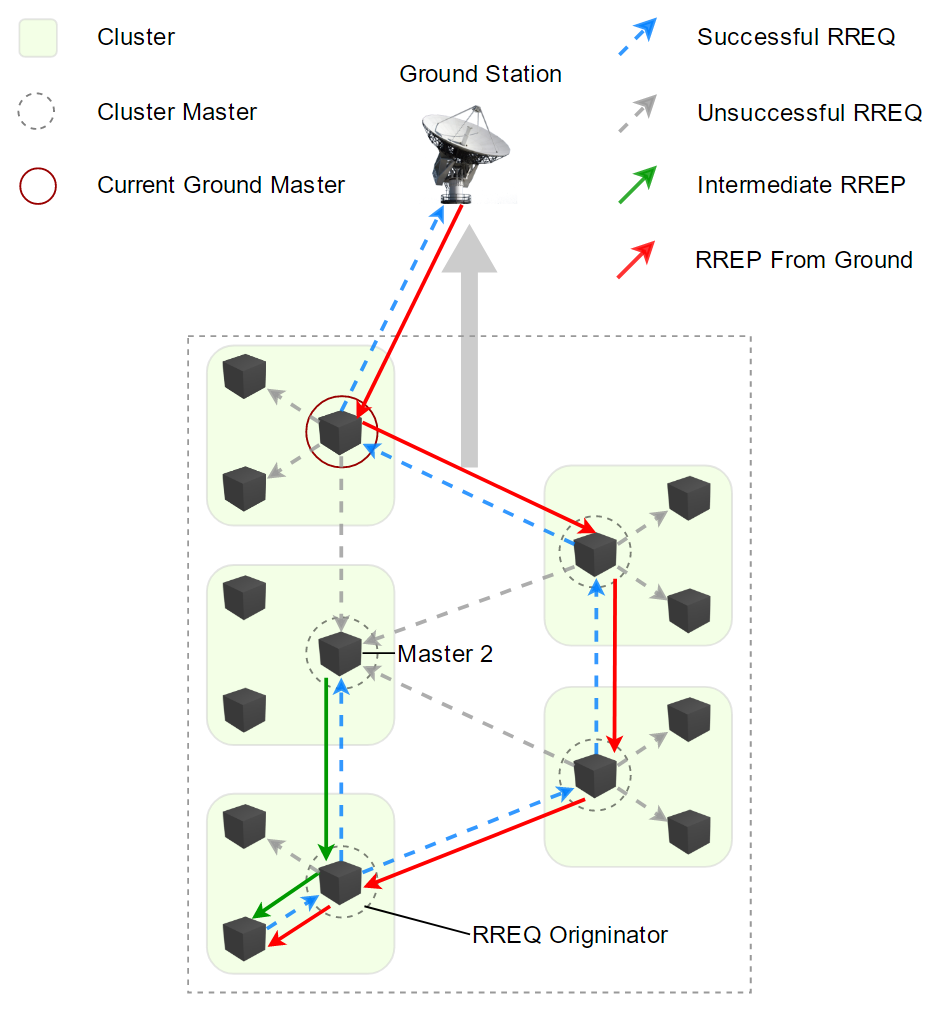 Cluster
Cluster Master
Current Ground Master
Ground Station
Successful RREQ
Unsuccessful RREQ
Intermediate RREP
RREP From Ground
Master 2
RREQ Origninator